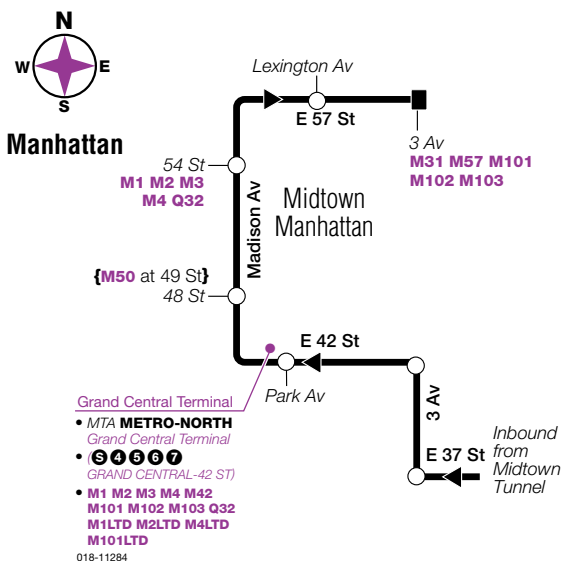 N
W
E
S
Manhattan
Lexington Av
E 57 St
3 Av
M31 M57 M101
M102 M103
54 St
M1 M2 M3
M4 Q32
Midtown
Manhattan
Madison Av
{M50 at 49 St}
48 St
E 42 St
Park Av
Grand Central Terminal
• MTA METRO-NORTH
Grand Central Terminal
• (S 4 5 6 7
GRAND CENTRAL-42 ST)
• M1 M2 M3 M4 M42
M101 M102 M103 Q32
M1LTD M2LTD M4LTD
M101LTD
018-11284
3 Av
E 37 St
Inbound
from
Midtown
Tunnel